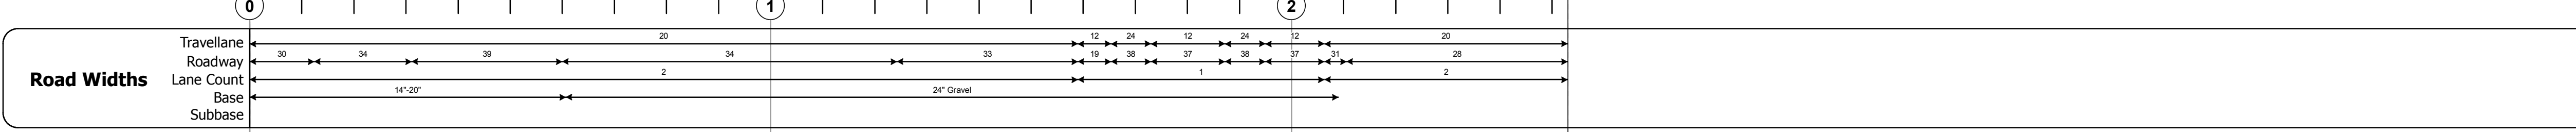 0 1 2
Travellane 20 12 24 12 24 12 20
Roadway 30 34 39 34 33 19 38 37 38 37 31 28
Road Widths
Lane Count 2 1 2
Base 14"-20" 24" Gravel
Subbase